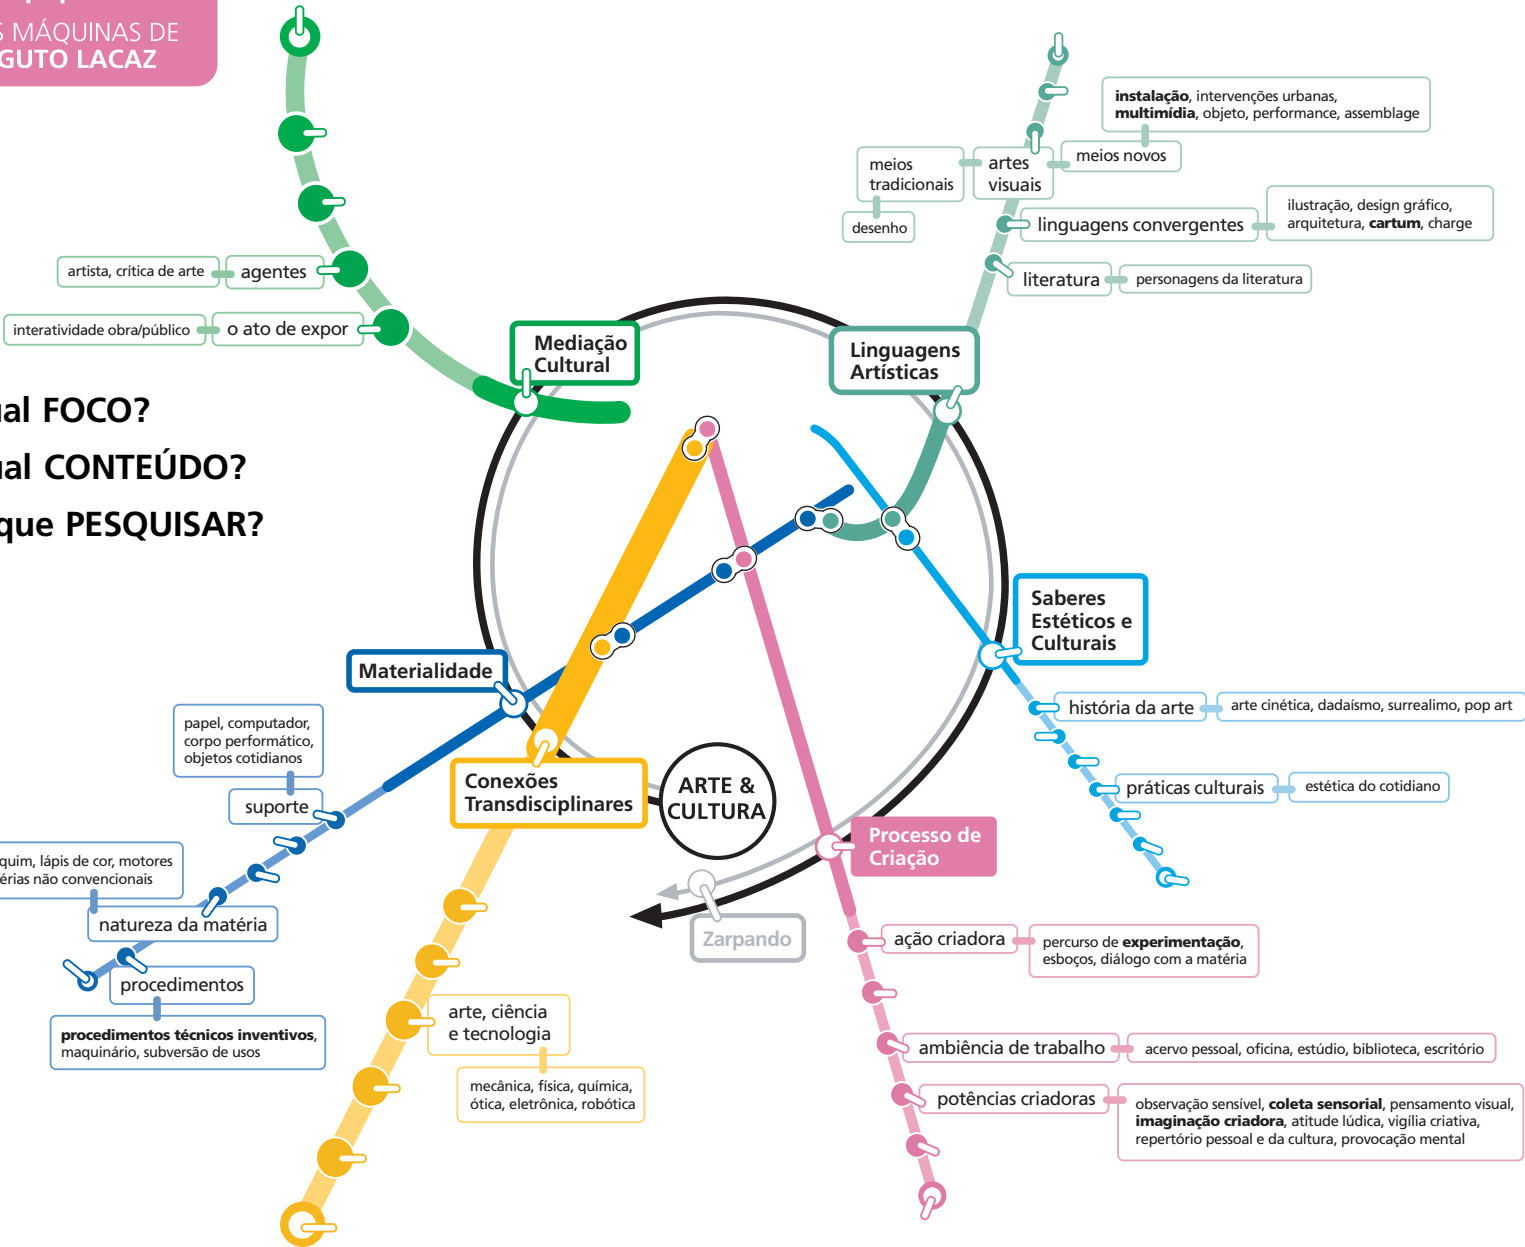 S MÁQUINAS DE
GUTO LACAZ
instalação, intervenções urbanas,
multimídia, objeto, performance, assemblage
meios
tradicionais
artes
visuais
meios novos
desenho
linguagens convergentes
ilustração, design gráfico,
arquitetura, cartum, charge
literatura
personagens da literatura
artista, crítica de arte
agentes
interatividade obra/público
o ato de expor
Mediação
Cultural
Linguagens
Artísticas
ual FOCO?
ual CONTEÚDO?
que PESQUISAR?
Saberes
Estéticos e
Culturais
Materialidade
história da arte
arte cinética, dadaísmo, surrealimo, pop art
papel, computador,
corpo performático,
objetos cotidianos
suporte
Conexões
Transdisciplinares
ARTE &
CULTURA
práticas culturais
estética do cotidiano
Processo de
Criação
quim, lápis de cor, motores
érias não convencionais
natureza da matéria
Zarpando
ação criadora
percurso de experimentação,
esboços, diálogo com a matéria
procedimentos
procedimentos técnicos inventivos,
maquinário, subversão de usos
arte, ciência
e tecnologia
mecânica, física, química,
ótica, eletrônica, robótica
ambiência de trabalho
acervo pessoal, oficina, estúdio, biblioteca, escritório
potências criadoras
observação sensível, coleta sensorial, pensamento visual,
imaginação criadora, atitude lúdica, vigília criativa,
repertório pessoal e da cultura, provocação mental